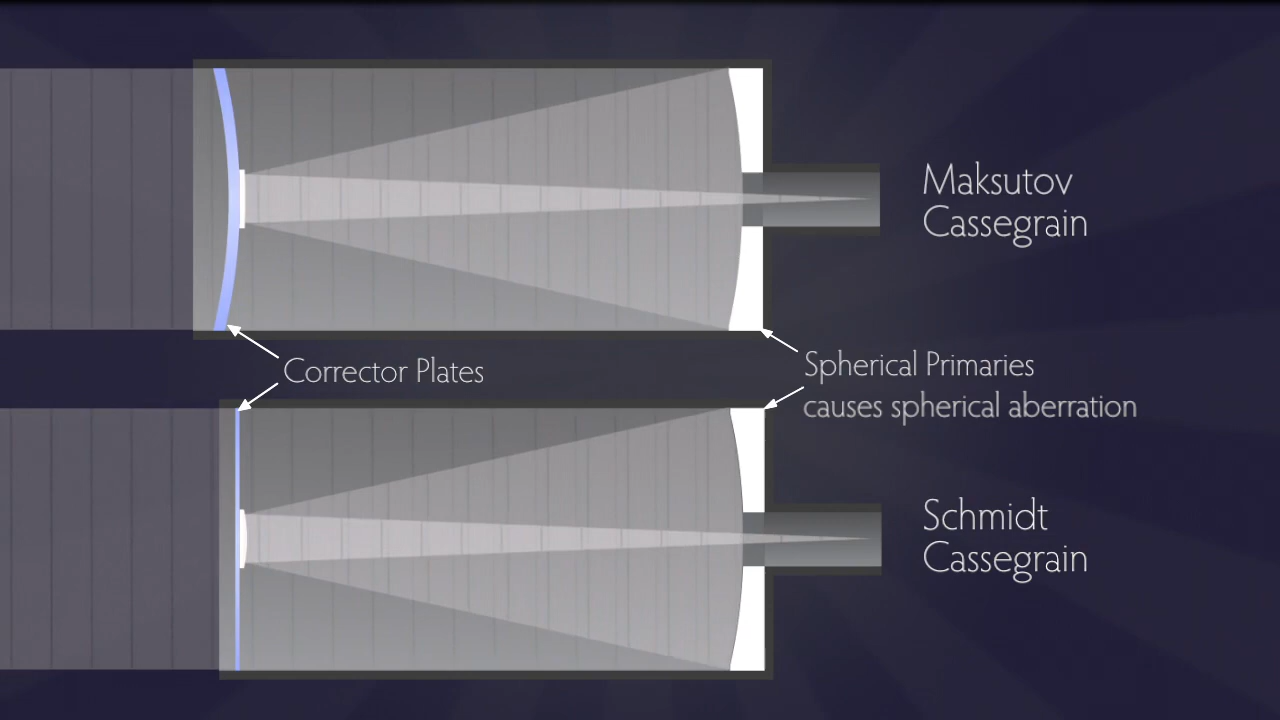 Maksutov
Cassegrain
Corrector Plates
Spherical Primaries
causes spherical aberration
Schmidt
Cassegrain